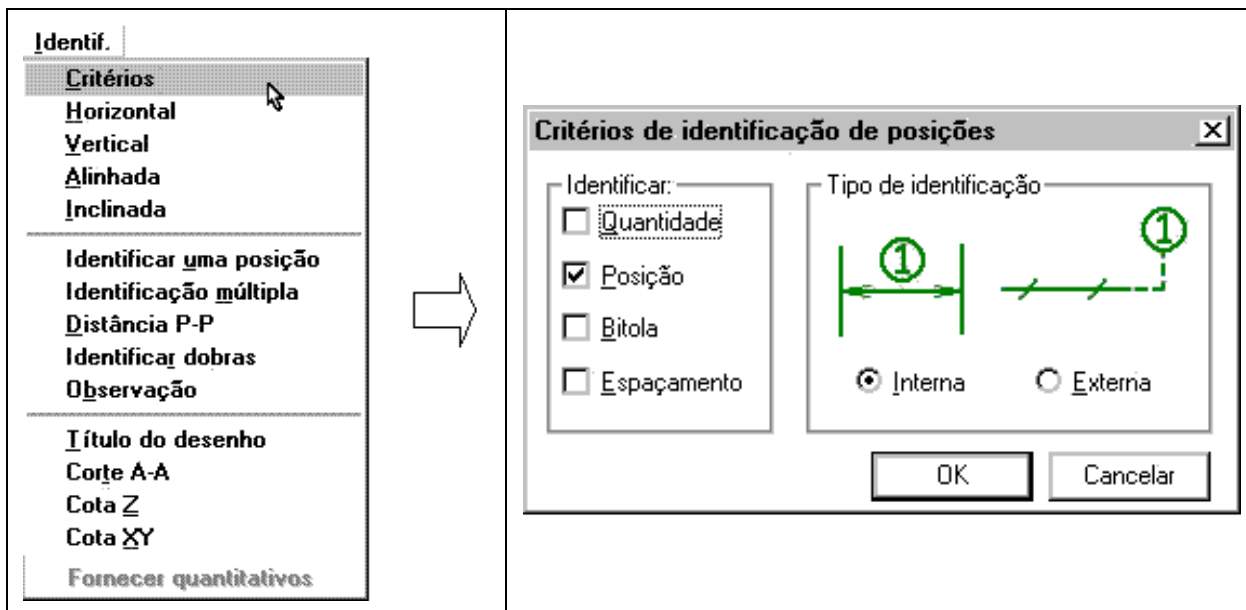 Identif.
Critérios
Horizontal
Vertical
Alinhada
Inclinada
Identificar uma posição
Identificação múltipla
Distância P-P
Identificar dobras
Observação
Título do desenho
Corte A-A
Cota Z
Cota XY
Fornecer quantitativos
Critérios de identificação de posições
Identificar:
Quantidade
Posição
Bitola
Espaçamento
Tipo de identificação
1
1
Interna
Externa
OK
Cancelar